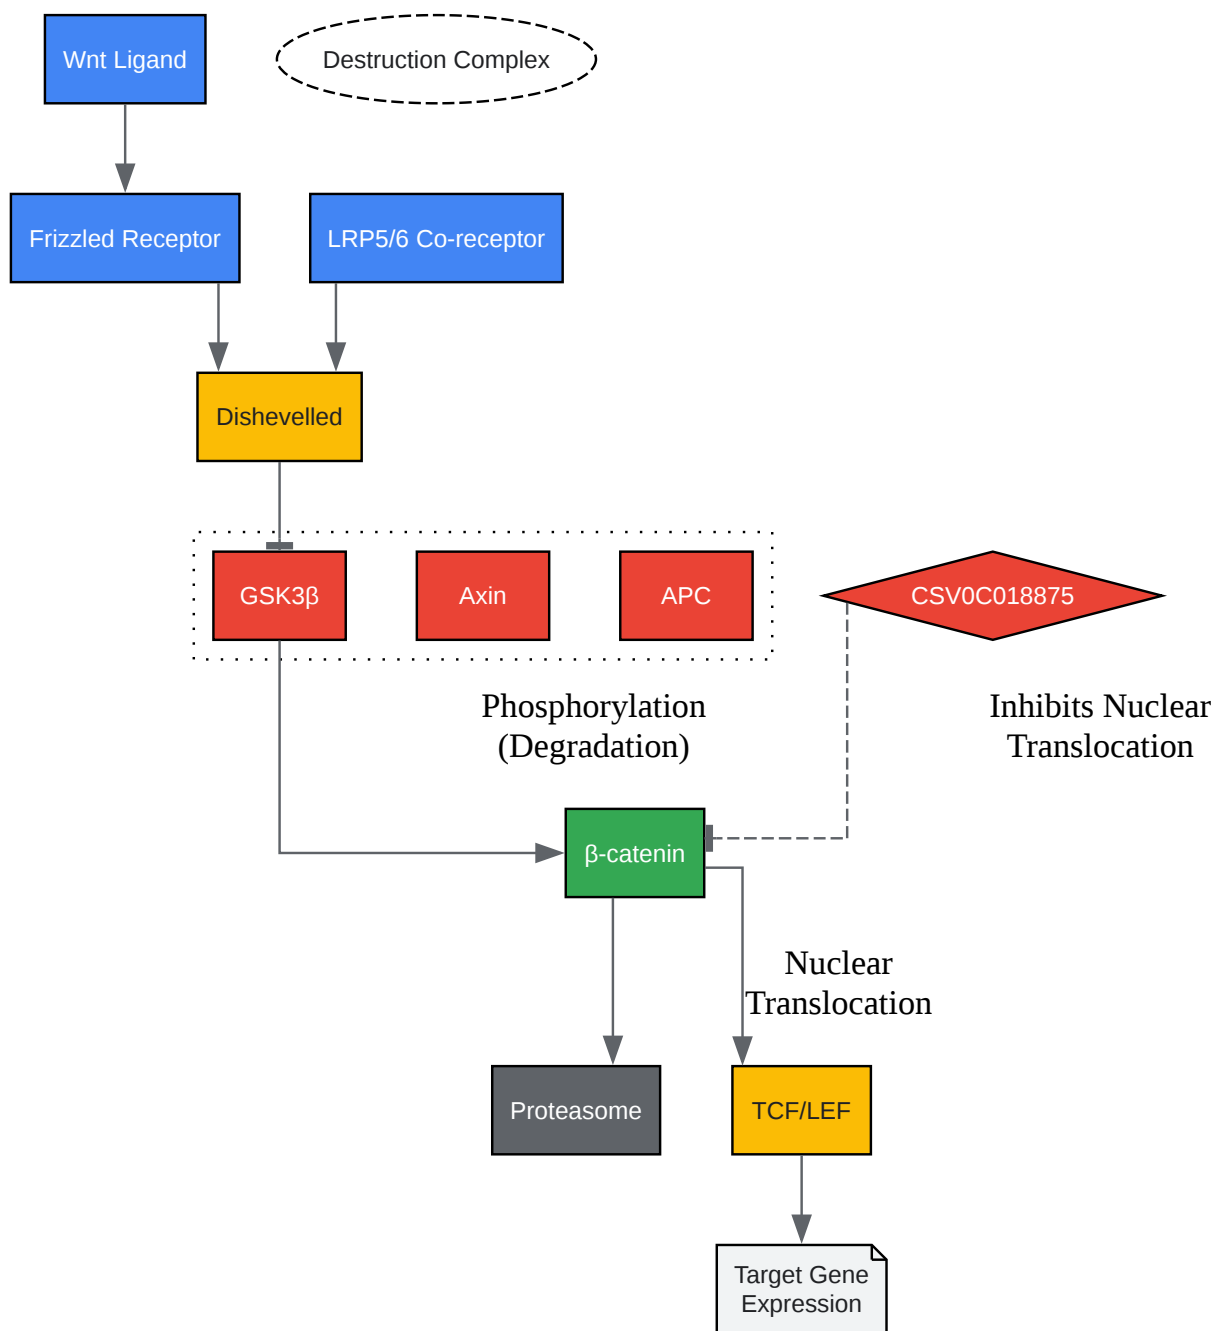 Wnt Ligand
Destruction Complex
Frizzled Receptor
LRP5/6 Co-receptor
Dishevelled
GSK3β
Axin
APC
CSV0C018875
Phosphorylation
(Degradation)
Inhibits Nuclear
Translocation
β-catenin
Nuclear
Translocation
Proteasome
TCF/LEF
Target Gene
Expression